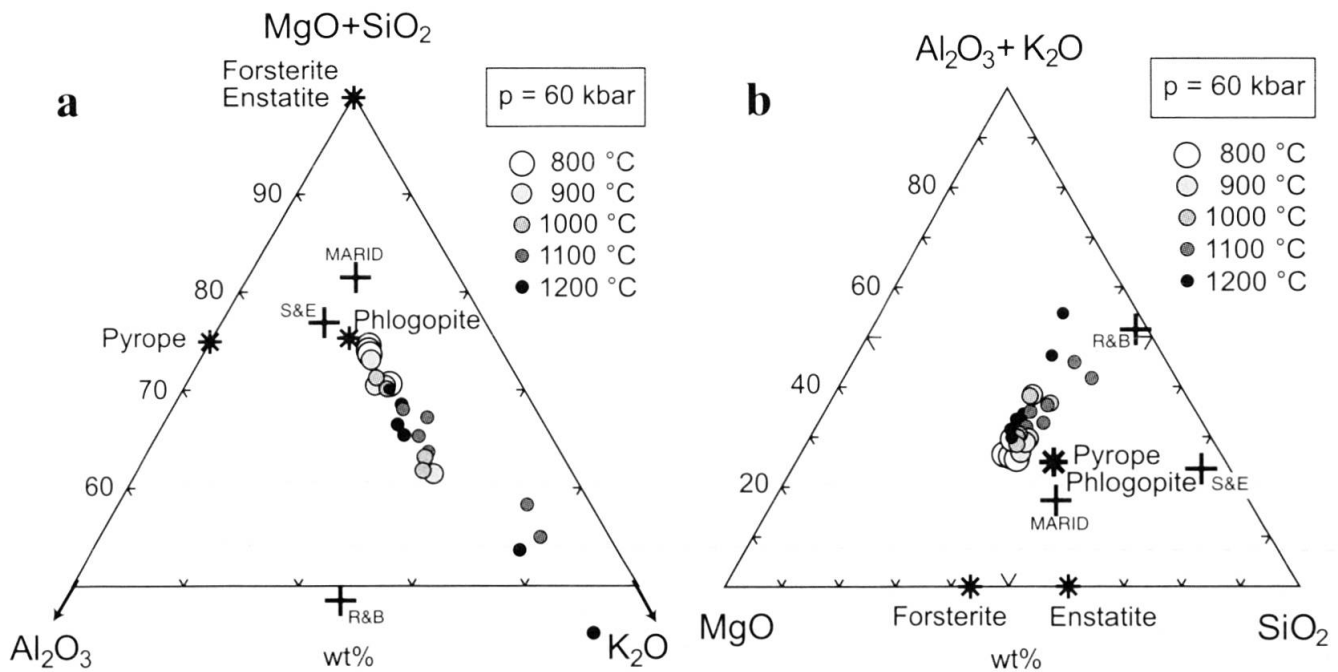 a
MgO+SiO₂
Forsterite
Enstatite
p = 60 kbar
800 °C
900 °C
1000 °C
1100 °C
1200 °C
90
80
70
60
MARID
S&E
Phlogopite
Pyrope
R&B
Al₂O₃
wt%
K₂O
b
Al₂O₃+ K₂O
p = 60 kbar
800 °C
900 °C
1000 °C
1100 °C
1200 °C
80
60
40
20
R&B
Pyrope
Phlogopite
S&E
MARID
MgO
Forsterite
Enstatite
SiO₂
wt%